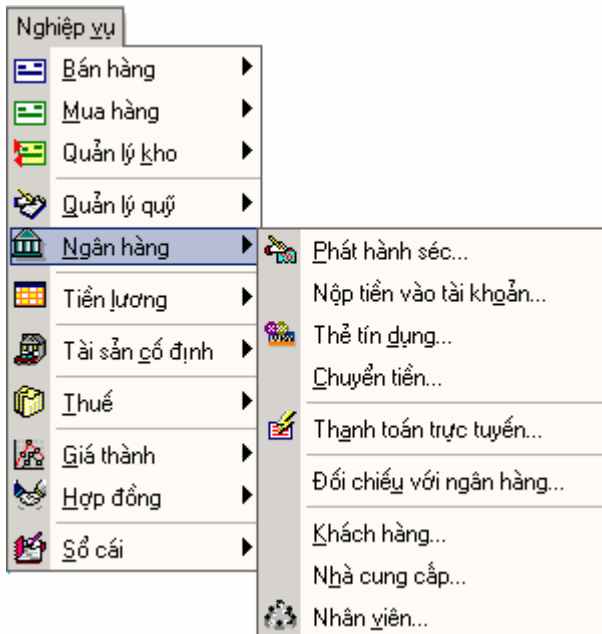 Nghiệp vụ
Bán hàng
Mua hàng
Quản lý kho
Quản lý quỹ
Ngân hàng
Tiền lương
Tài sản cố định
Thuế
Giá thành
Hợp đồng
Sổ cái
Phát hành séc...
Nộp tiền vào tài khoản...
Thẻ tín dụng...
Chuyển tiền...
Thanh toán trực tuyến...
Đối chiếu với ngân hàng...
Khách hàng...
Nhà cung cấp...
Nhân viên...